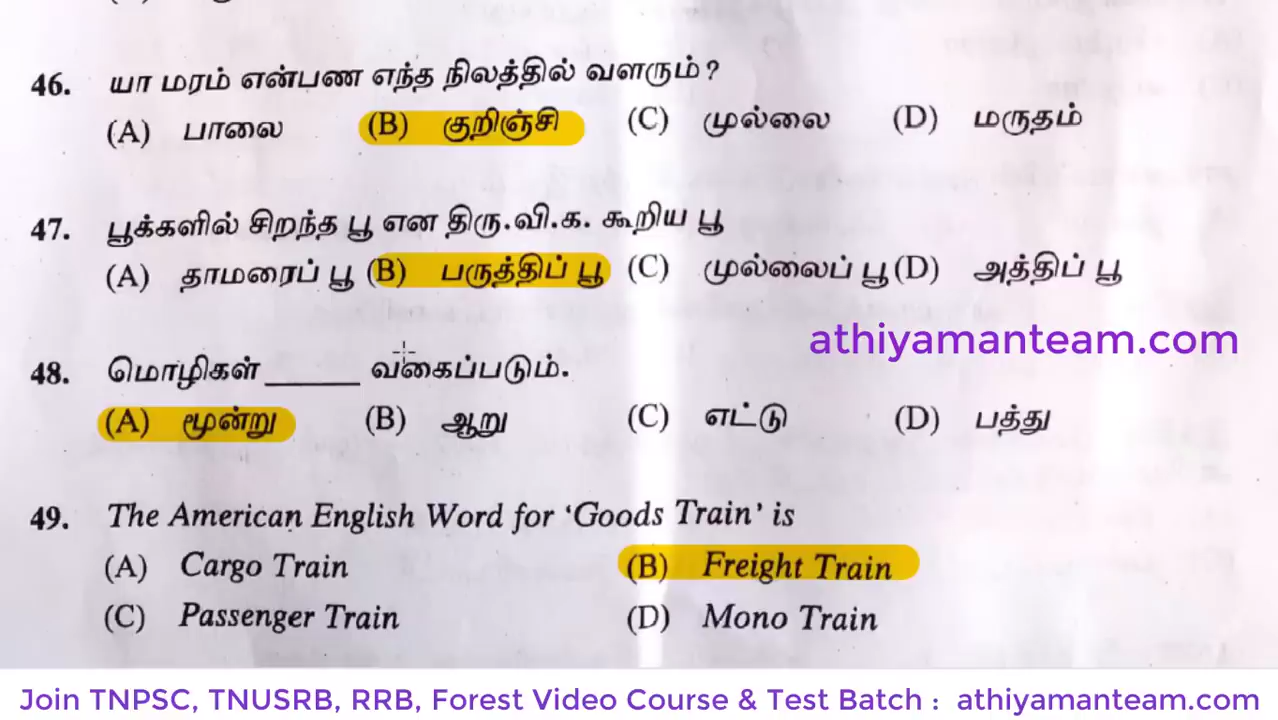 46. யா மரம் என்பண எந்த நிலத்தில் வளரும்?
(A) பாலை (B) குறிஞ்சி (C) முல்லை (D) மருதம்
47. பூக்களில் சிறந்த பூ என திரு.வி.க. கூறிய பூ
(A) தாமரைப் பூ (B) பருத்திப் பூ (C) முல்லைப் பூ (D) அத்திப் பூ
athiyamanteam.com
48. மொழிகள் ______ வகைப்படும்.
(A) மூன்று (B) ஆறு (C) எட்டு (D) பத்து
49. The American English Word for ‘Goods Train’ is
(A) Cargo Train (B) Freight Train
(C) Passenger Train (D) Mono Train
Join TNPSC, TNUSRB, RRB, Forest Video Course & Test Batch : athiyamanteam.com